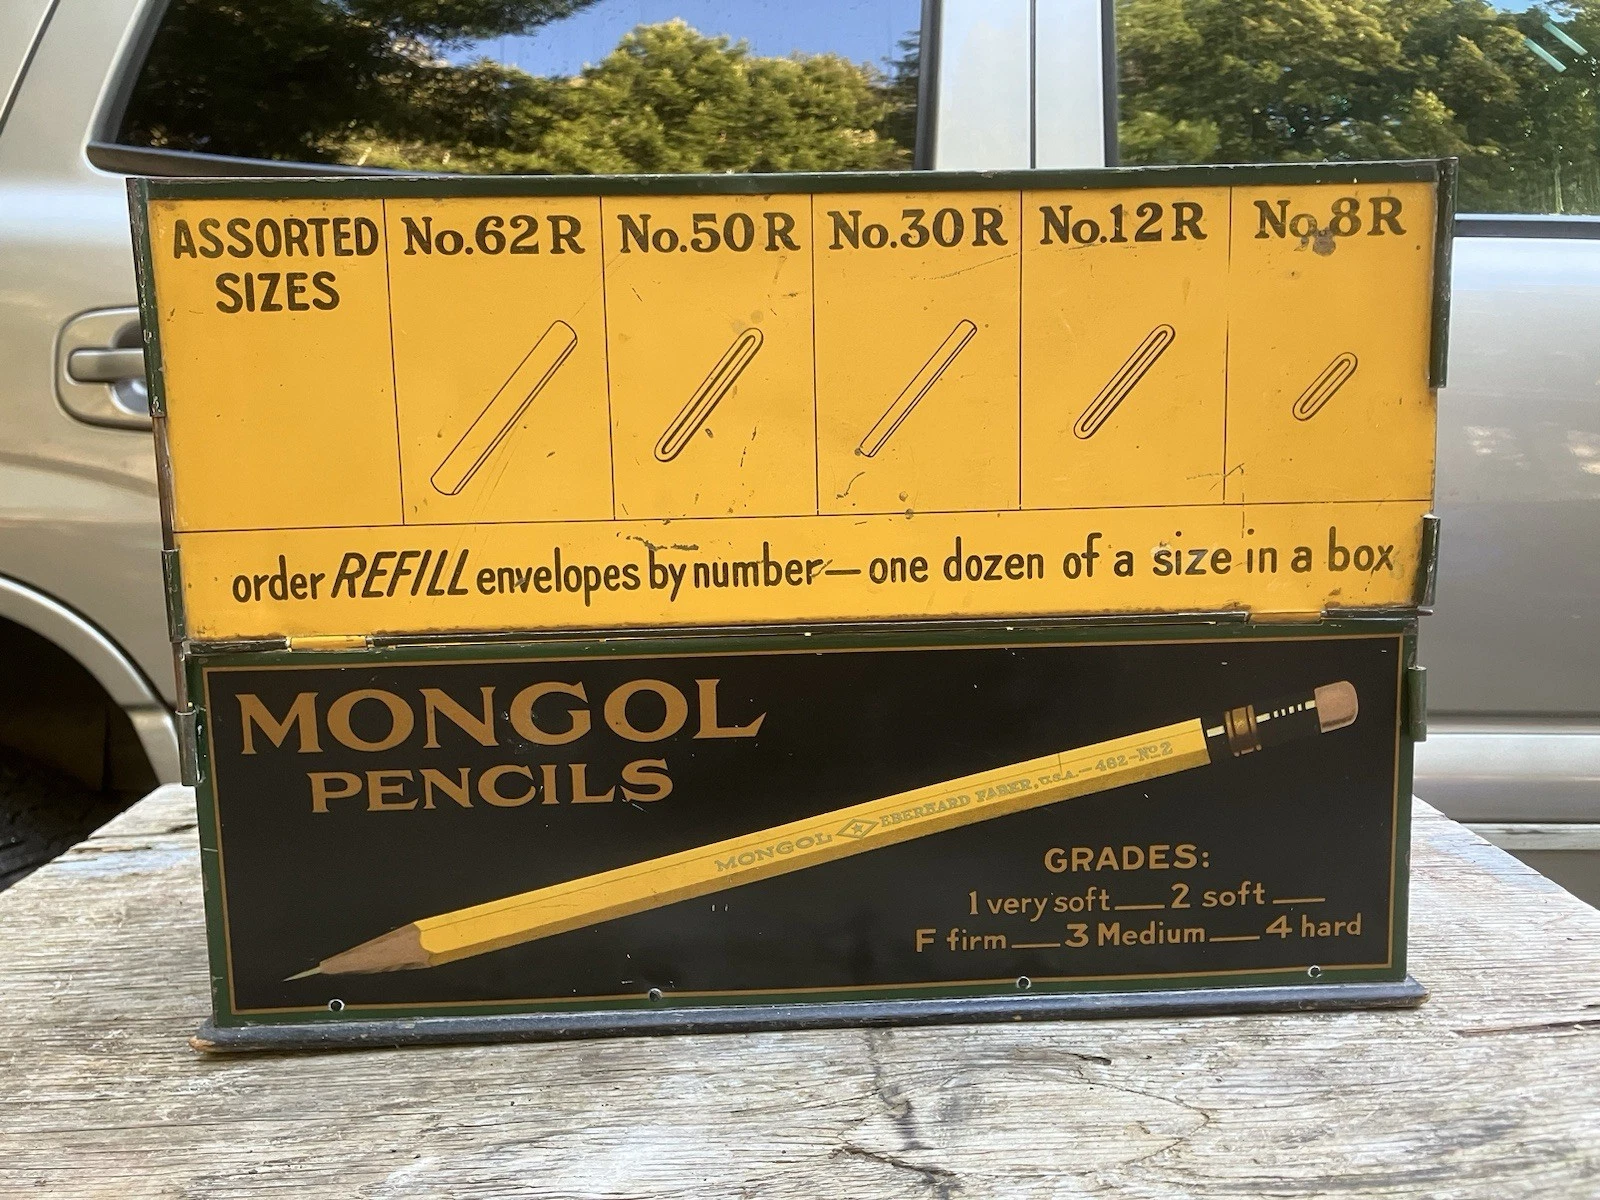 ASSORTED SIZES
No.62R
No.50R
No.30R
No.12R
No.8R
order REFILL envelopes by number—one dozen of a size in a box
MONGOL
PENCILS
MONGOL EBERHARD FABER, U.S.A.—482-No 2
GRADES:
1 very soft — 2 soft —
F firm — 3 Medium — 4 hard